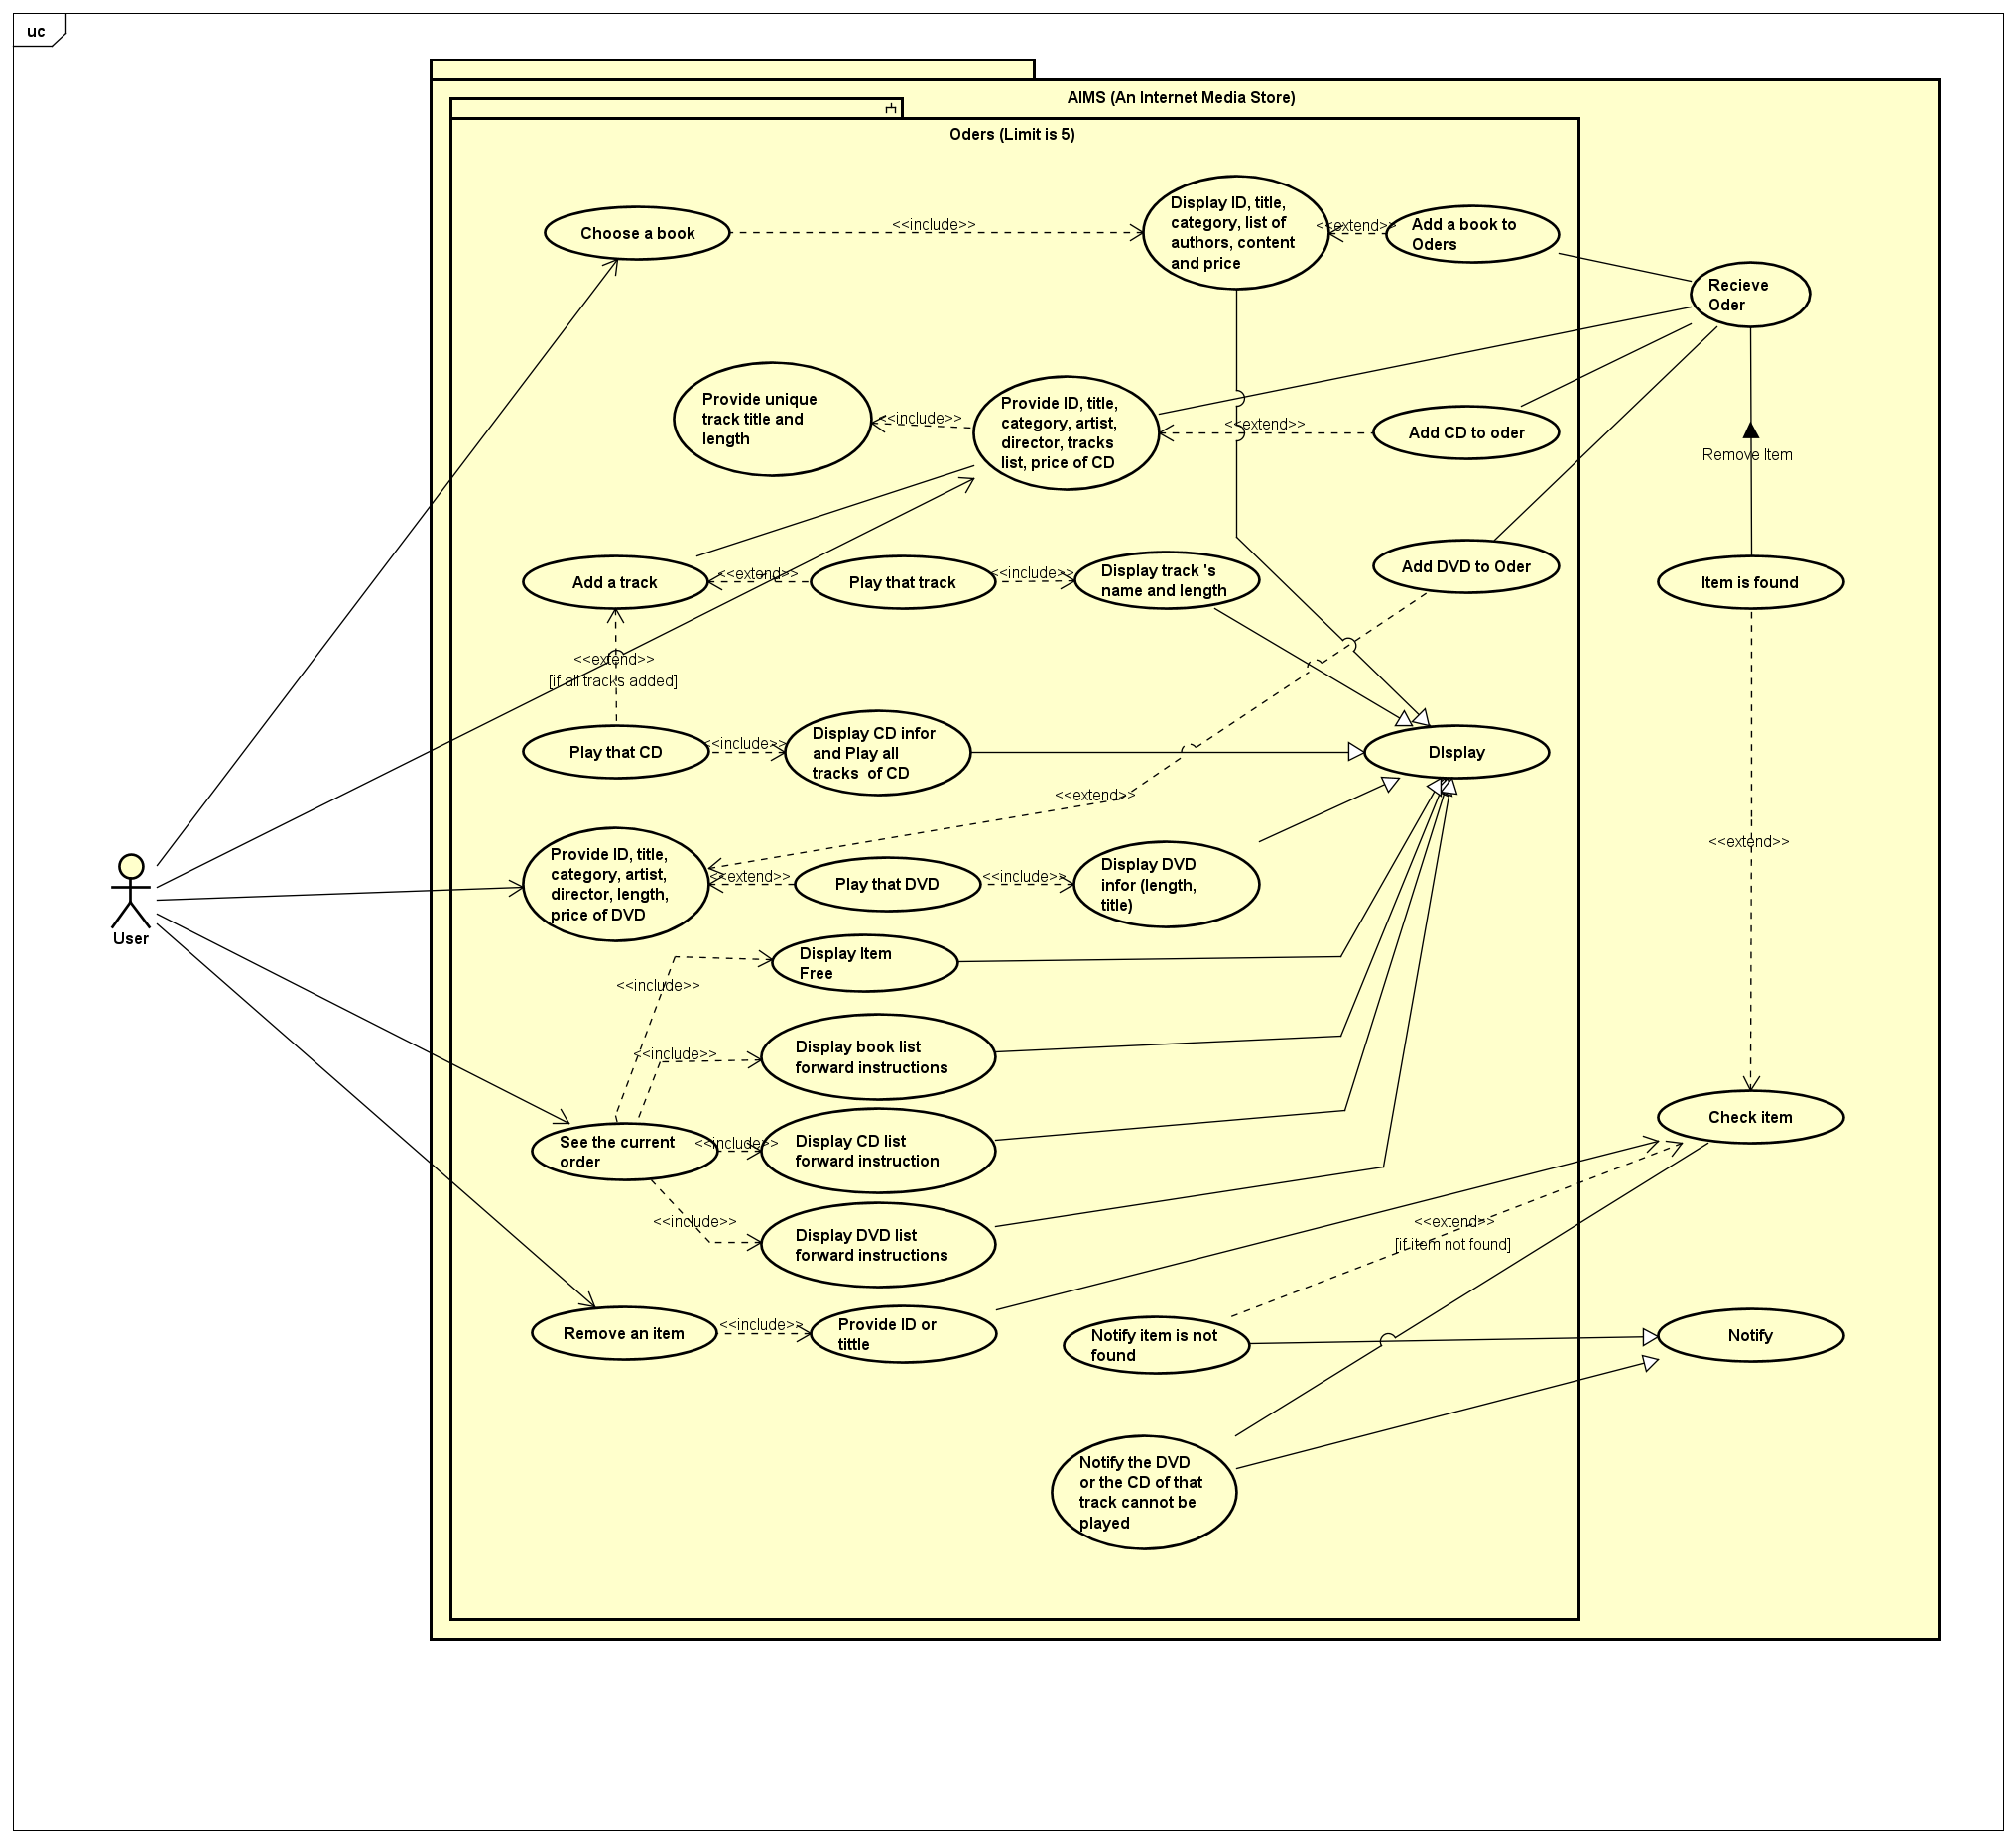 uc
AIMS (An Internet Media Store)
Oders (Limit is 5)
Choose a book
<<include>>
Display ID, title,
category, list of
authors, content
and price
<<extend>>
Add a book to
Oders
Recieve
Oder
Provide unique
track title and
length
<<include>>
Provide ID, title,
category, artist,
director, tracks
list, price of CD
<<extend>>
Add CD to oder
Remove Item
Add a track
<<extend>>
Play that track
<<include>>
Display track 's
name and length
Add DVD to Oder
Item is found
<<extend>>
[if all tracks added]
Play that CD
<<include>>
Display CD infor
and Play all
tracks  of CD
DIsplay
<<extend>>
<<extend>>
Provide ID, title,
category, artist,
director, length,
price of DVD
<<extend>>
Play that DVD
<<include>>
Display DVD
infor (length,
title)
User
Display Item
Free
<<include>>
<<include>>
Display book list
forward instructions
Check item
See the current
order
<<include>>
Display CD list
forward instruction
<<include>>
Display DVD list
forward instructions
<<extend>>
[if item not found]
Remove an item
<<include>>
Provide ID or
tittle
Notify item is not
found
Notify
Notify the DVD
or the CD of that
track cannot be
played